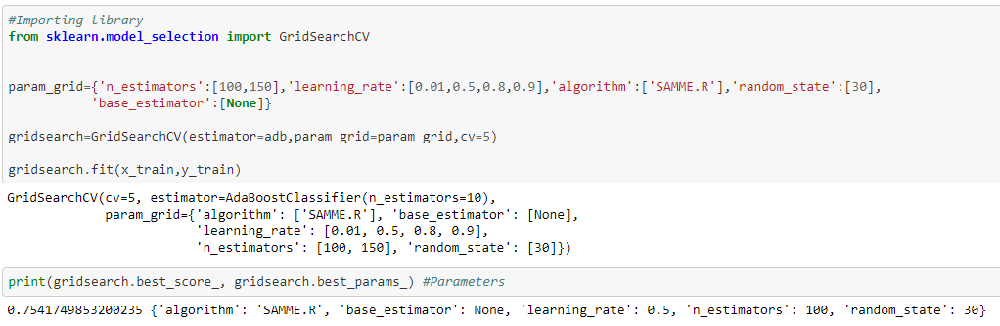 #Importing Library
from sklearn.model_selection import GridSearchCV
param_grid={'n_estimators':[100,150],'learning_rate':[0.01,0.5,0.8,0.9],'algorithm':['SAMME.R'],'random_state':[30],
'base_estimator':[None]}
gridsearch=GridSearchCV(estimator=adb,param_grid=param_grid,cv=5)
gridsearch.fit(x_train,y_train)
GridSearchCV(cv=5, estimator=AdaBoostClassifier(n_estimators=10),
param_grid={'algorithm': ['SAMME.R'], 'base_estimator': [None],
'learning_rate': [0.01, 0.5, 0.8, 0.9],
'n_estimators': [100, 150], 'random_state': [30]})
print(gridsearch.best_score_, gridsearch.best_params_) #Parameters
0.7541749853200235 {'algorithm': 'SAMME.R', 'base_estimator': None, 'learning_rate': 0.5, 'n_estimators': 100, 'random_state': 30}